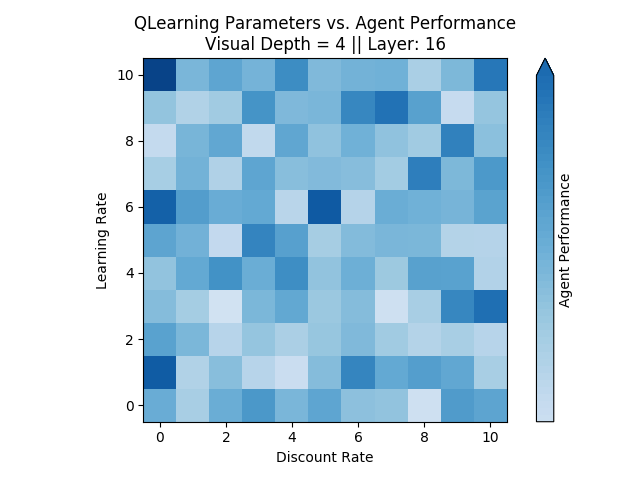 QLearning Parameters vs. Agent Performance
Visual Depth = 4 || Layer: 16
10
8
6
4
2
0
Learning Rate
0 2 4 6 8 10
Discount Rate
Agent Performance